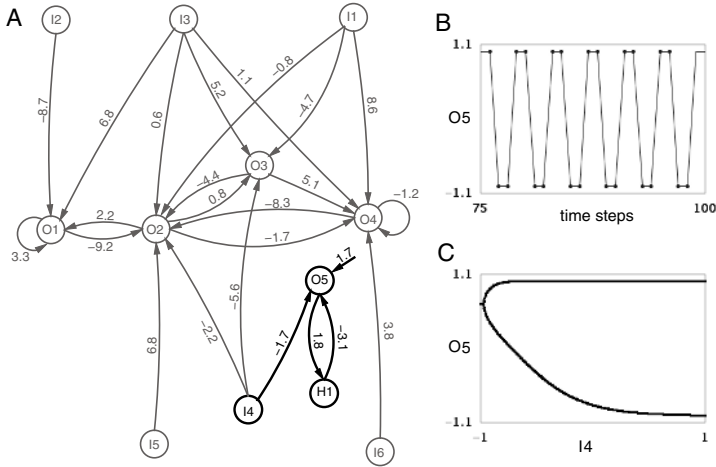 A
I2
I3
I1
−8.7
6.8
0.6
5.2
1.1
−0.8
−4.7
8.6
O3
−4.4
0.8
5.1
−1.2
O1
2.2
−9.2
3.3
O2
−8.3
−1.7
O4
−5.6
1.7
O5
−2.2
−1.7
1.8
−3.1
3.8
6.8
I4
H1
I5
I6
B
1.1
O5
−1.1
75
time steps
100
C
1.1
O5
−1.1
−1
I4
1